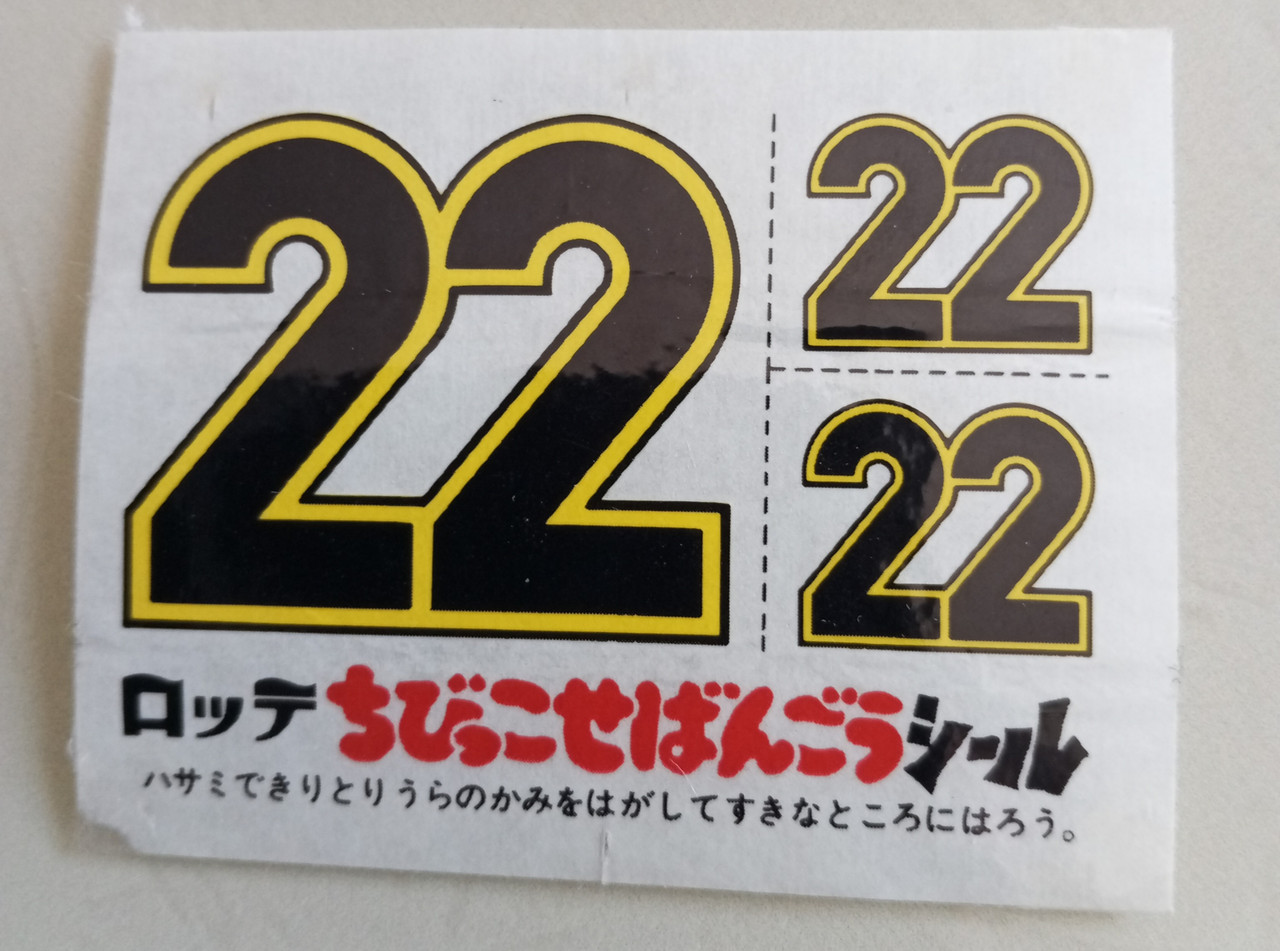 22
22
22
ロッテ ちびっこせばんごうシール
ハサミできりとりうらのかみをはがしてすきなところにはろう。